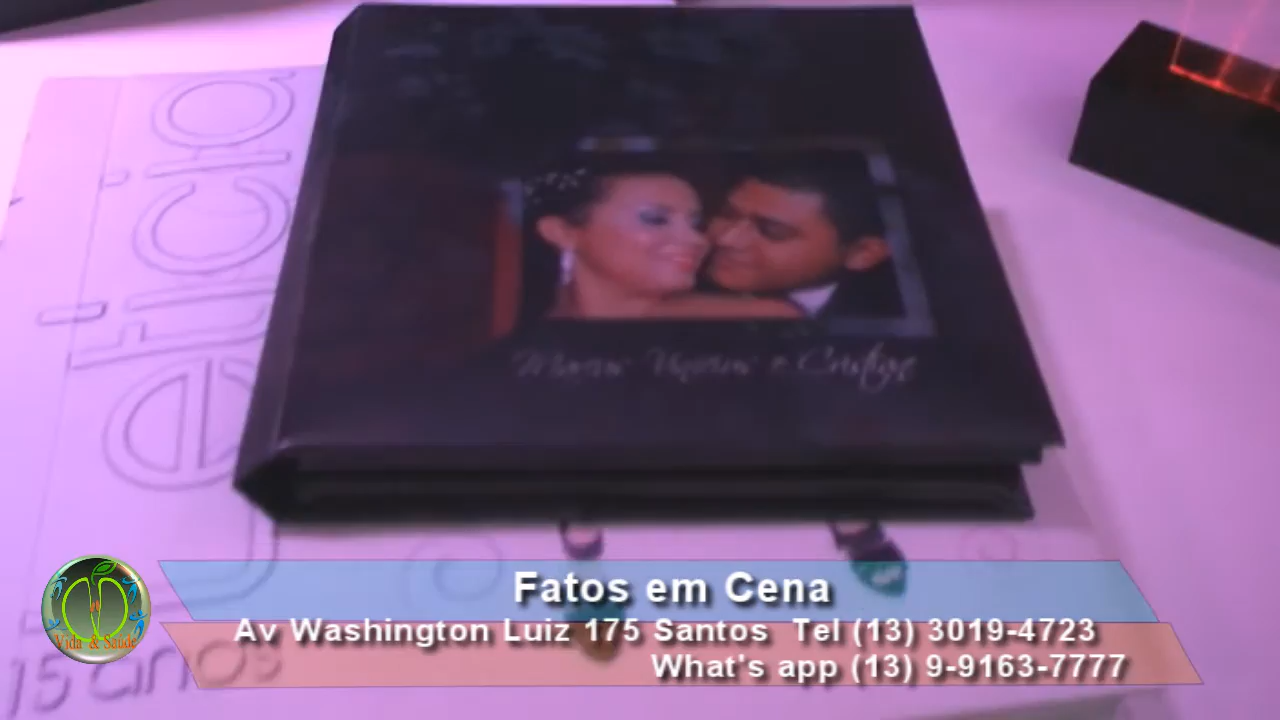 Letícia
15 anos
Fatos em Cena
Av Washington Luiz 175 Santos Tel (13) 3019-4723
What's app (13) 9-9163-7777
Vida & Saúde